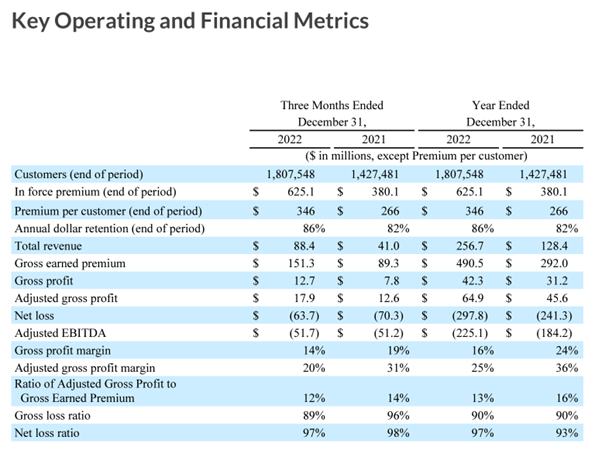 Key Operating and Financial Metrics
Three Months Ended Year Ended
December 31, December 31,
2022 2021 2022 2021
($ in millions, except Premium per customer)
Customers (end of period) 1,807,548 1,427,481 1,807,548 1,427,481
In force premium (end of period) $ 625.1 $ 380.1 $ 625.1 $ 380.1
Premium per customer (end of period) $ 346 $ 266 $ 346 $ 266
Annual dollar retention (end of period) 86% 82% 86% 82%
Total revenue $ 88.4 $ 41.0 $ 256.7 $ 128.4
Gross earned premium $ 151.3 $ 89.3 $ 490.5 $ 292.0
Gross profit $ 12.7 $ 7.8 $ 42.3 $ 31.2
Adjusted gross profit $ 17.9 $ 12.6 $ 64.9 $ 45.6
Net loss $ (63.7) $ (70.3) $ (297.8) $ (241.3)
Adjusted EBITDA $ (51.7) $ (51.2) $ (225.1) $ (184.2)
Gross profit margin 14% 19% 16% 24%
Adjusted gross profit margin 20% 31% 25% 36%
Ratio of Adjusted Gross Profit to
Gross Earned Premium 12% 14% 13% 16%
Gross loss ratio 89% 96% 90% 90%
Net loss ratio 97% 98% 97% 93%